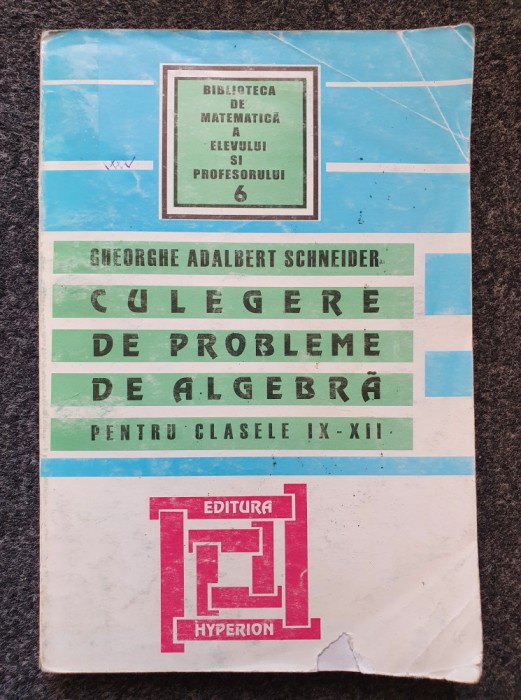 BIBLIOTECA
DE
MATEMATICĂ
A
ELEVULUI
SI
PROFESORULUI
6
GHEORGHE ADALBERT SCHNEIDER
CULEGERE
DE PROBLEME
DE ALGEBRĂ
PENTRU CLASELE IX-XII
EDITURA
HYPERION